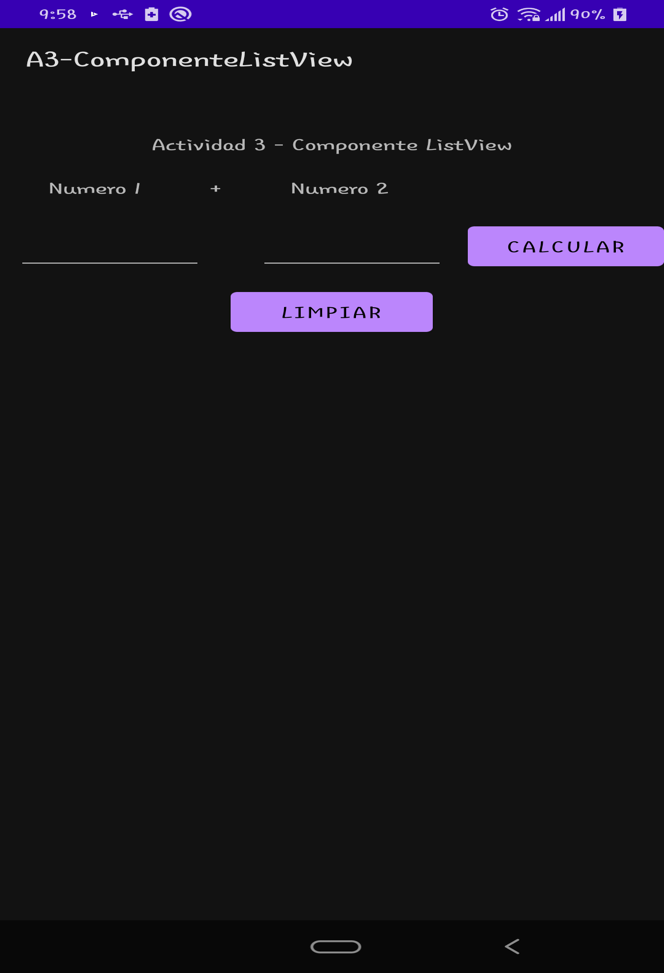 9:58 90%
A3-ComponenteListView
Actividad 3 - Componente ListView
Numero 1 + Numero 2
CALCULAR
LIMPIAR